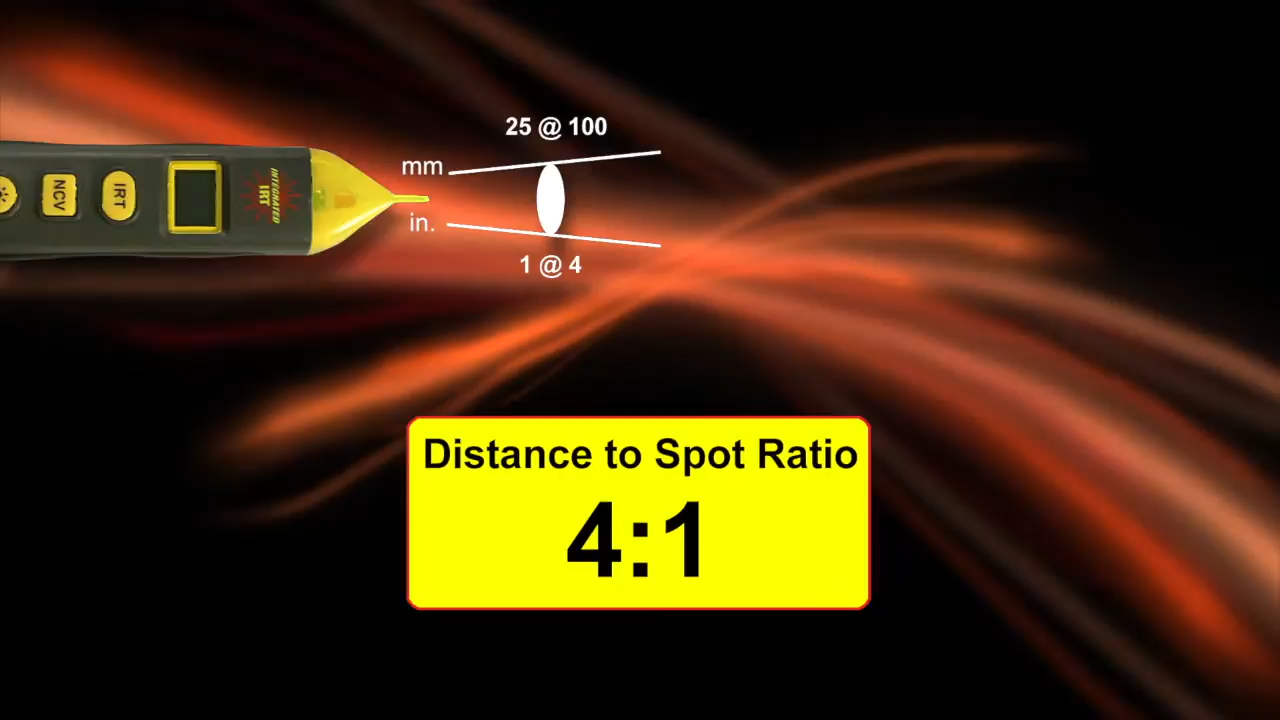 25 @ 100
mm
in.
1 @ 4
NCV
IRT
INTEGRATED
IRT
Distance to Spot Ratio
4:1